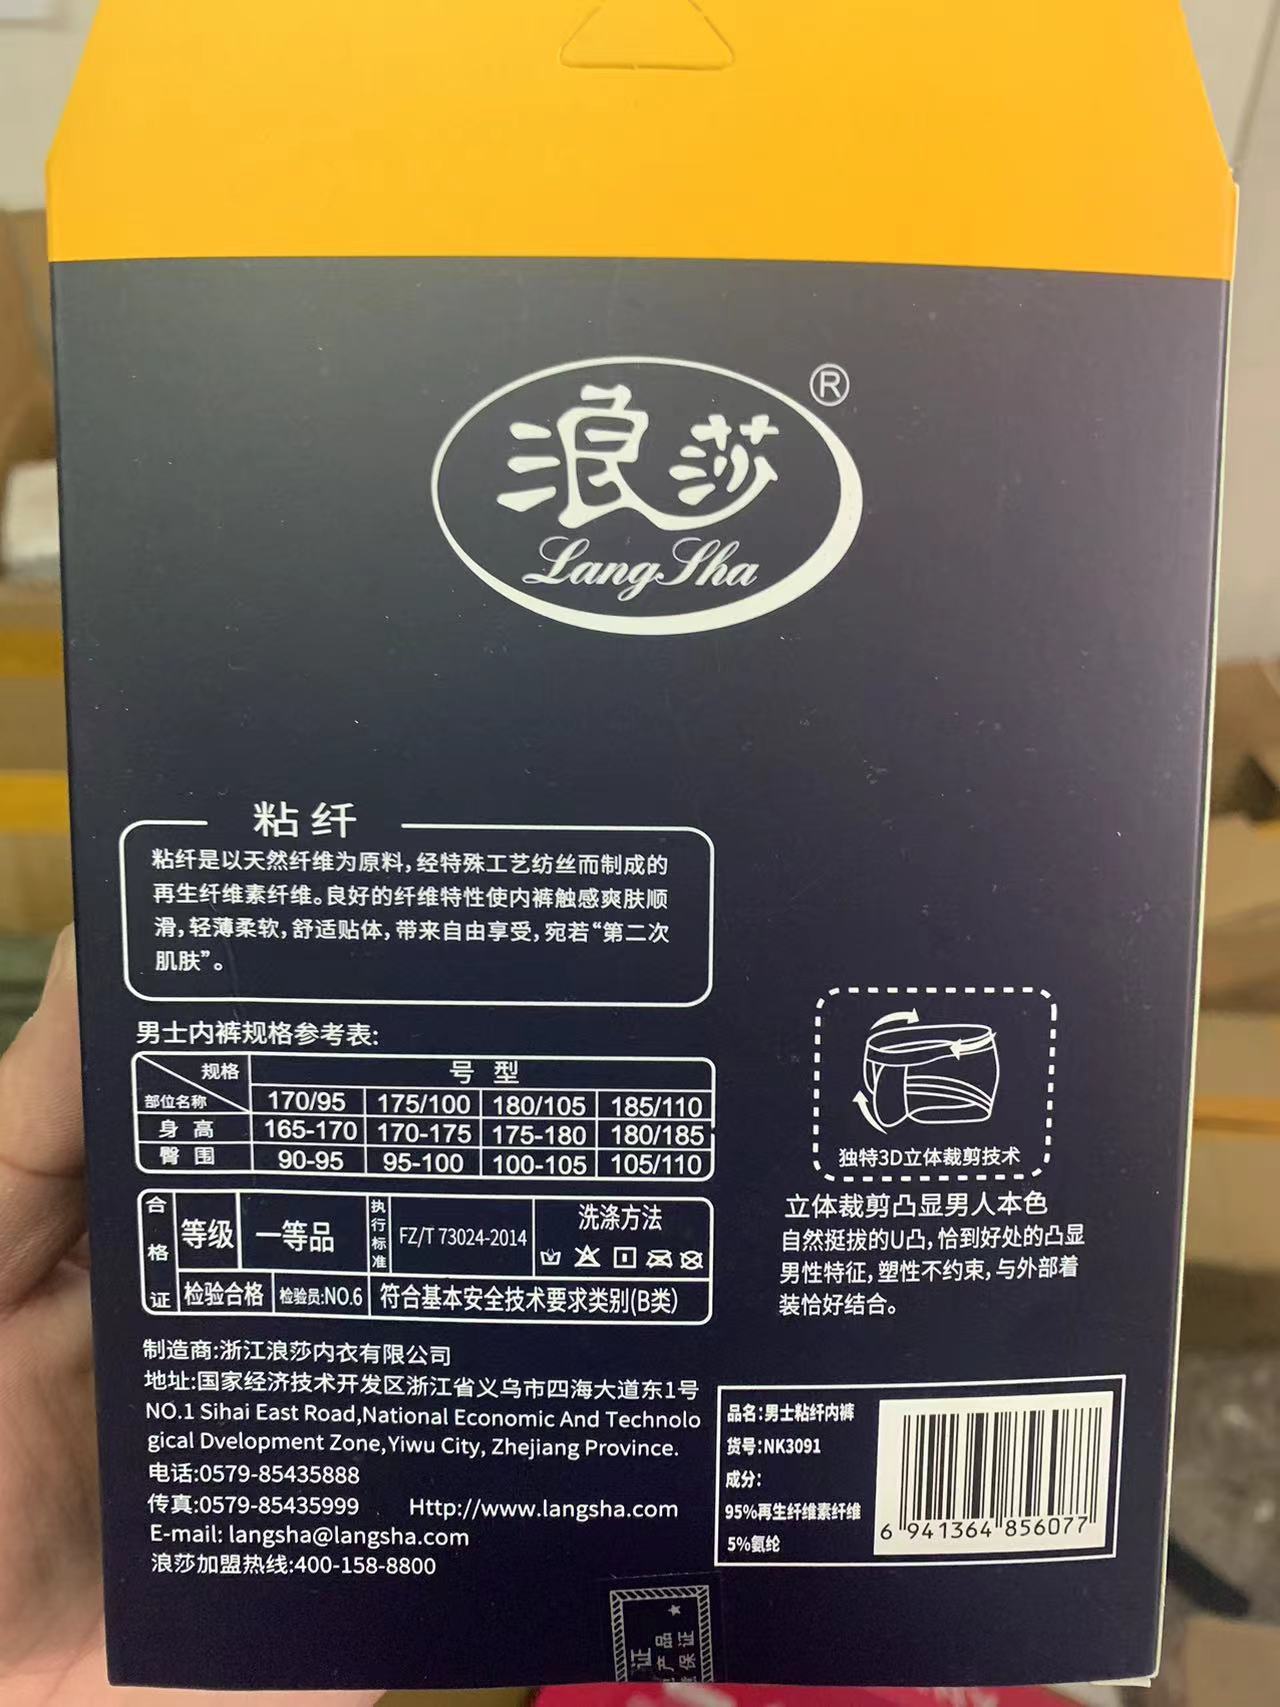 浪莎
®
LangSha
粘纤
粘纤是以天然纤维为原料,经特殊工艺纺丝而制成的
再生纤维素纤维。良好的纤维特性使内裤触感爽肤顺
滑,轻薄柔软,舒适贴体,带来自由享受,宛若“第二次
肌肤”。
男士内裤规格参考表:
规格
部位名称
号 型
170/95 175/100 180/105 185/110
身 高 165-170 170-175 175-180 180/185
臀 围 90-95 95-100 100-105 105/110
合格证
等级 一等品 执行标准 FZ/T 73024-2014 洗涤方法
检验合格 检验员:NO.6 符合基本安全技术要求类别(B类)
独特3D立体裁剪技术
立体裁剪凸显男人本色
自然挺拔的U凸,恰到好处的凸显
男性特征,塑性不约束,与外部着
装恰好结合。
制造商:浙江浪莎内衣有限公司
地址:国家经济技术开发区浙江省义乌市四海大道东1号
NO.1 Sihai East Road,National Economic And Technolo
gical Dvelopment Zone,Yiwu City, Zhejiang Province.
电话:0579-85435888
传真:0579-85435999 Http://www.langsha.com
E-mail: langsha@langsha.com
浪莎加盟热线:400-158-8800
品名:男士粘纤内裤
货号:NK3091
成分:
95%再生纤维素纤维
5%氨纶
6 941364 856077
证
产品
保证